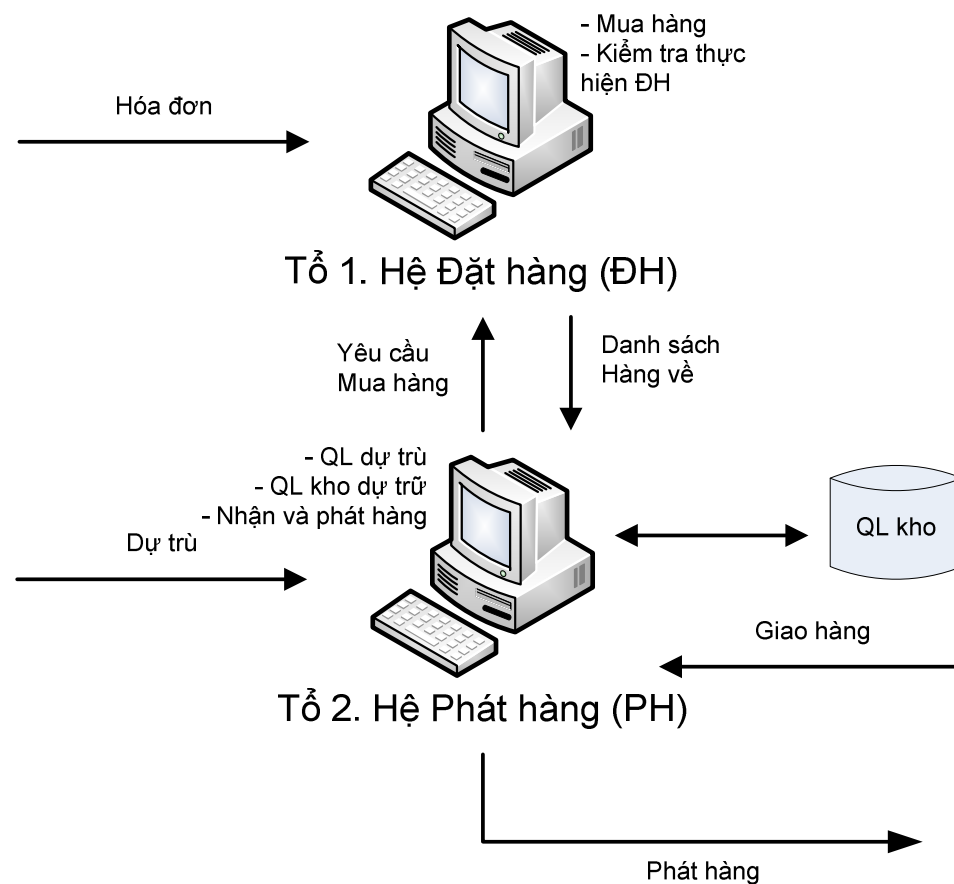 - Mua hàng
- Kiểm tra thực
hiện ĐH
Hóa đơn
Tổ 1. Hệ Đặt hàng (ĐH)
Yêu cầu
Mua hàng
Danh sách
Hàng về
- QL dự trù
- QL kho dự trữ
- Nhận và phát hàng
Dự trù
QL kho
Giao hàng
Tổ 2. Hệ Phát hàng (PH)
Phát hàng